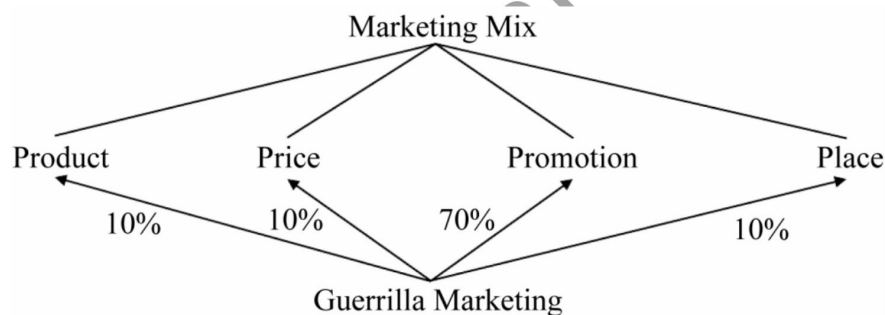 Marketing Mix
Product Price Promotion Place
10% 10% 70% 10%
Guerrilla Marketing